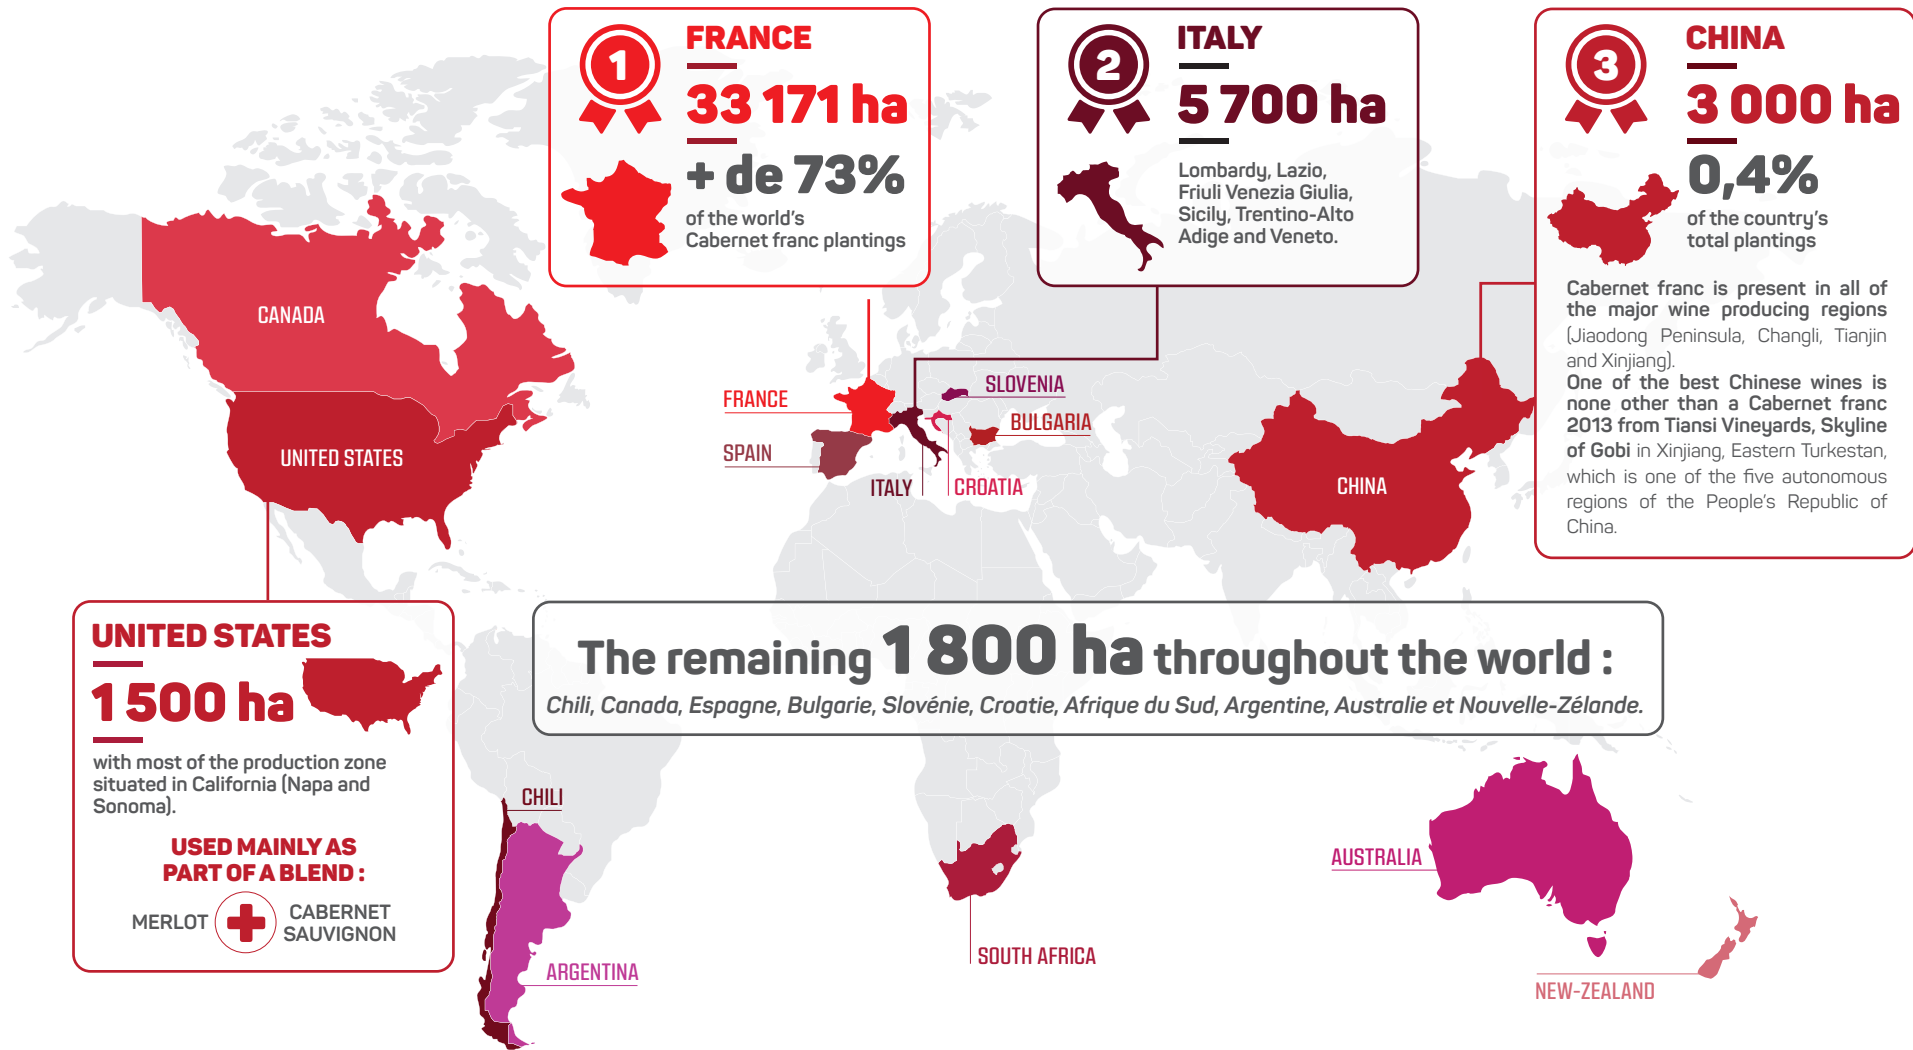 1
FRANCE
33 171 ha
+ de 73%
of the world's
Cabernet franc plantings
2
ITALY
5 700 ha
Lombardy, Lazio,
Friuli Venezia Giulia,
Sicily, Trentino-Alto
Adige and Veneto.
3
CHINA
3 000 ha
0,4%
of the country's
total plantings
Cabernet franc is present in all of
the major wine producing regions
(Jiaodong Peninsula, Changli, Tianjin
and Xinjiang).
One of the best Chinese wines is
none other than a Cabernet franc
2013 from Tiansi Vineyards, Skyline
of Gobi in Xinjiang, Eastern Turkestan,
which is one of the five autonomous
regions of the People's Republic of
China.
CANADA
UNITED STATES
FRANCE
SPAIN
SLOVENIA
BULGARIA
ITALY
CROATIA
CHINA
UNITED STATES
1 500 ha
with most of the production zone
situated in California (Napa and
Sonoma).
USED MAINLY AS
PART OF A BLEND :
MERLOT
CABERNET
SAUVIGNON
The remaining 1 800 ha throughout the world :
Chili, Canada, Espagne, Bulgarie, Slovénie, Croatie, Afrique du Sud, Argentine, Australie et Nouvelle-Zélande.
CHILI
ARGENTINA
SOUTH AFRICA
AUSTRALIA
NEW-ZEALAND